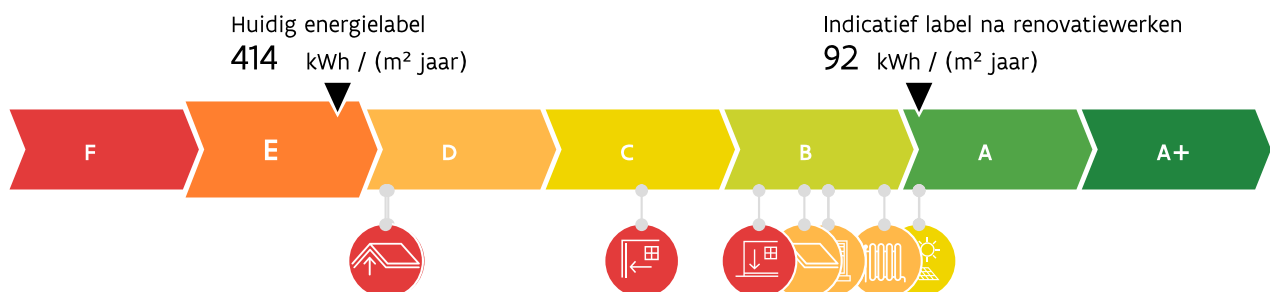 Huidig energielabel
414 kWh / (m² jaar)
Indicatief label na renovatiewerken
92 kWh / (m² jaar)
F E D C B A A+